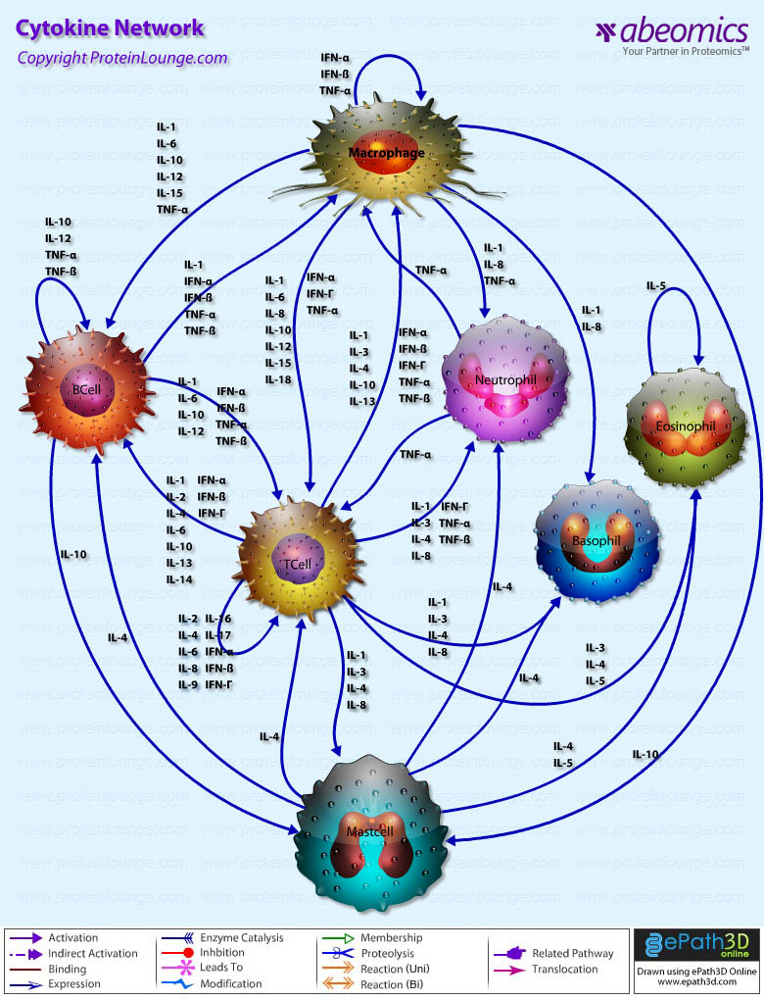 Cytokine Network
Copyright ProteinLounge.com
abeomics
Your Partner in Proteomics™
IFN-α
IFN-ß
TNF-α
Macrophage
IL-1
IL-6
IL-10
IL-12
IL-15
TNF-α
IL-10
IL-12
TNF-α
TNF-ß
IL-1
IFN-α
IFN-ß
TNF-α
TNF-ß
IL-1
IL-6
IL-8
IL-10
IL-12
IL-15
IL-18
IFN-α
IFN-Γ
TNF-α
IL-1
IL-3
IL-4
IL-10
IL-13
IFN-α
IFN-ß
IFN-Γ
TNF-α
TNF-ß
TNF-α
IL-1
IL-8
TNF-α
IL-1
IL-8
IL-5
BCell
Neutrophil
Eosinophil
IL-1
IL-6
IL-10
IL-12
IFN-α
IFN-ß
TNF-α
TNF-ß
TNF-α
IL-1 IFN-α
IL-2 IFN-ß
IL-4 IFN-Γ
IL-6
IL-10
IL-13
IL-14
IL-1 IFN-Γ
IL-3 TNF-α
IL-4 TNF-ß
IL-8
TCell
Basophil
IL-10
IL-4
IL-2 IL-16
IL-4 IL-17
IL-6 IFN-α
IL-8 IFN-ß
IL-9 IFN-Γ
IL-4
IL-1
IL-3
IL-4
IL-8
IL-4
IL-1
IL-3
IL-4
IL-8
IL-4
IL-3
IL-4
IL-5
IL-4
IL-5
IL-10
Mastcell
Activation
Indirect Activation
Binding
Expression
Enzyme Catalysis
Inhbition
Leads To
Modification
Membership
Proteolysis
Reaction (Uni)
Reaction (Bi)
Related Pathway
Translocation
ePath3D
online
Drawn using ePath3D Online
www.epath3d.com